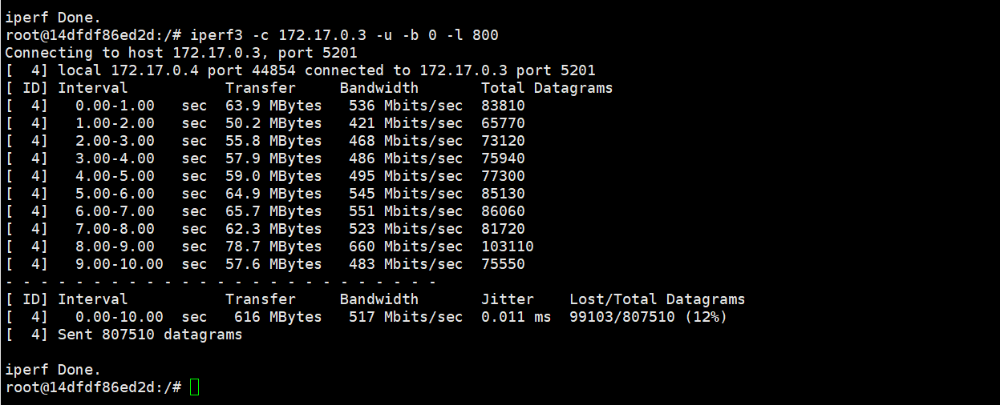 iperf Done.
root@14dfdf86ed2d:/# iperf3 -c 172.17.0.3 -u -b 0 -l 800
Connecting to host 172.17.0.3, port 5201
[  4] local 172.17.0.4 port 44854 connected to 172.17.0.3 port 5201
[ ID] Interval           Transfer     Bandwidth       Total Datagrams
[  4]   0.00-1.00   sec  63.9 MBytes   536 Mbits/sec  83810
[  4]   1.00-2.00   sec  50.2 MBytes   421 Mbits/sec  65770
[  4]   2.00-3.00   sec  55.8 MBytes   468 Mbits/sec  73120
[  4]   3.00-4.00   sec  57.9 MBytes   486 Mbits/sec  75940
[  4]   4.00-5.00   sec  59.0 MBytes   495 Mbits/sec  77300
[  4]   5.00-6.00   sec  64.9 MBytes   545 Mbits/sec  85130
[  4]   6.00-7.00   sec  65.7 MBytes   551 Mbits/sec  86060
[  4]   7.00-8.00   sec  62.3 MBytes   523 Mbits/sec  81720
[  4]   8.00-9.00   sec  78.7 MBytes   660 Mbits/sec  103110
[  4]   9.00-10.00  sec  57.6 MBytes   483 Mbits/sec  75550
- - - - - - - - - - - - - - - - - - - - - - - - -
[ ID] Interval           Transfer     Bandwidth       Jitter    Lost/Total Datagrams
[  4]   0.00-10.00  sec   616 MBytes   517 Mbits/sec  0.011 ms  99103/807510 (12%)
[  4] Sent 807510 datagrams
iperf Done.
root@14dfdf86ed2d:/#